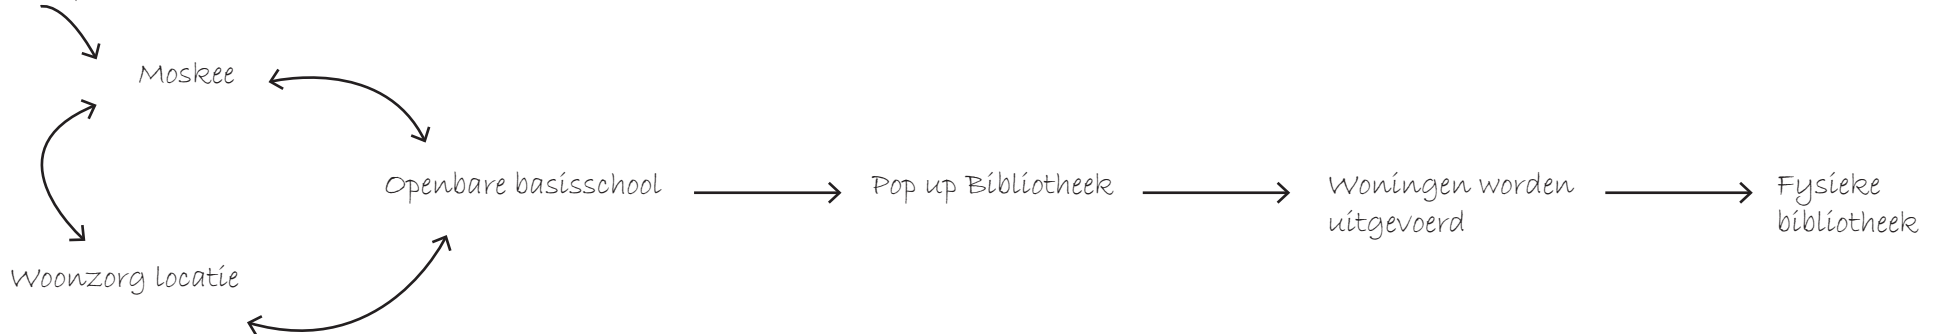 Moskee
Openbare basisschool
Pop up Bibliotheek
Woningen worden
uitgevoerd
Fysieke
bibliotheek
Woonzorg locatie